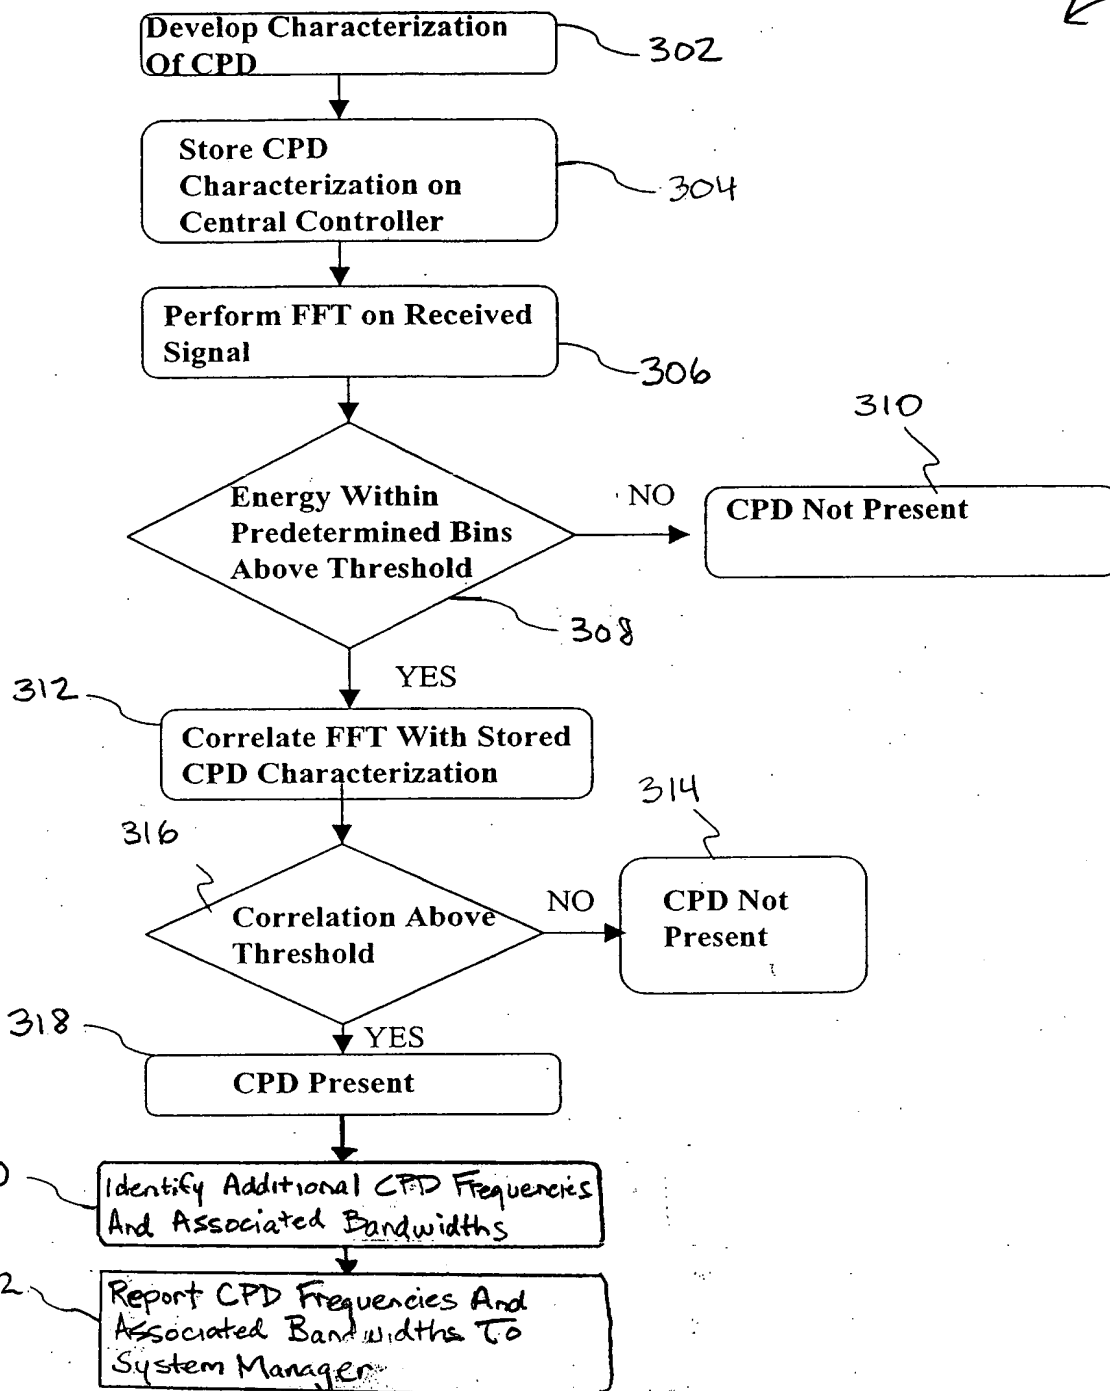 Develop Characterization
Of CPD
302
Store CPD
Characterization on
Central Controller
304
Perform FFT on Received
Signal
306
Energy Within
Predetermined Bins
Above Threshold
308
NO
310
CPD Not Present
YES
312
Correlate FFT With Stored
CPD Characterization
316
Correlation Above
Threshold
NO
314
CPD Not
Present
YES
318
CPD Present
0
Identify Additional CPD Frequencies
And Associated Bandwidths
2
Report CPD Frequencies And
Associated Bandwidths To
System Manager